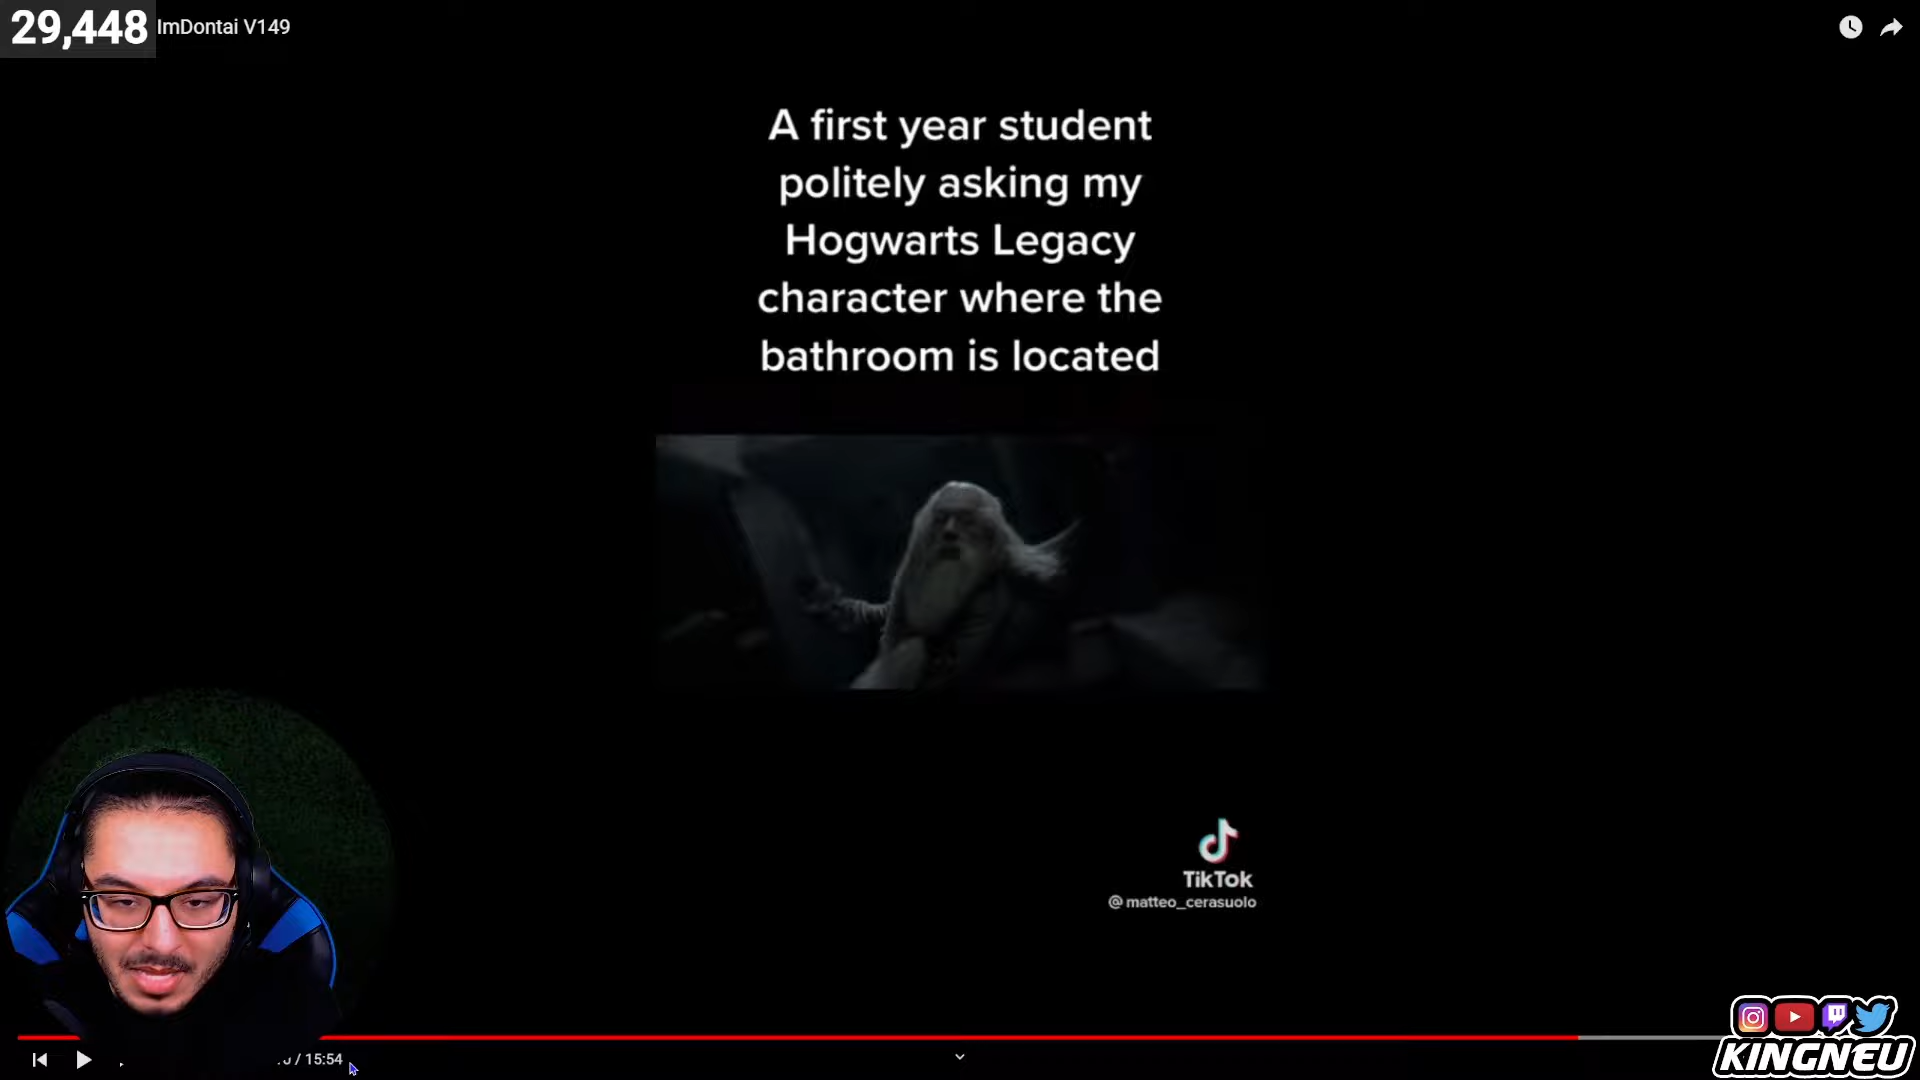 29,448 ImDontai V149
A first year student
politely asking my
Hogwarts Legacy
character where the
bathroom is located
TikTok
@matteo_cerasuolo
/ 15:54
KINGNEU